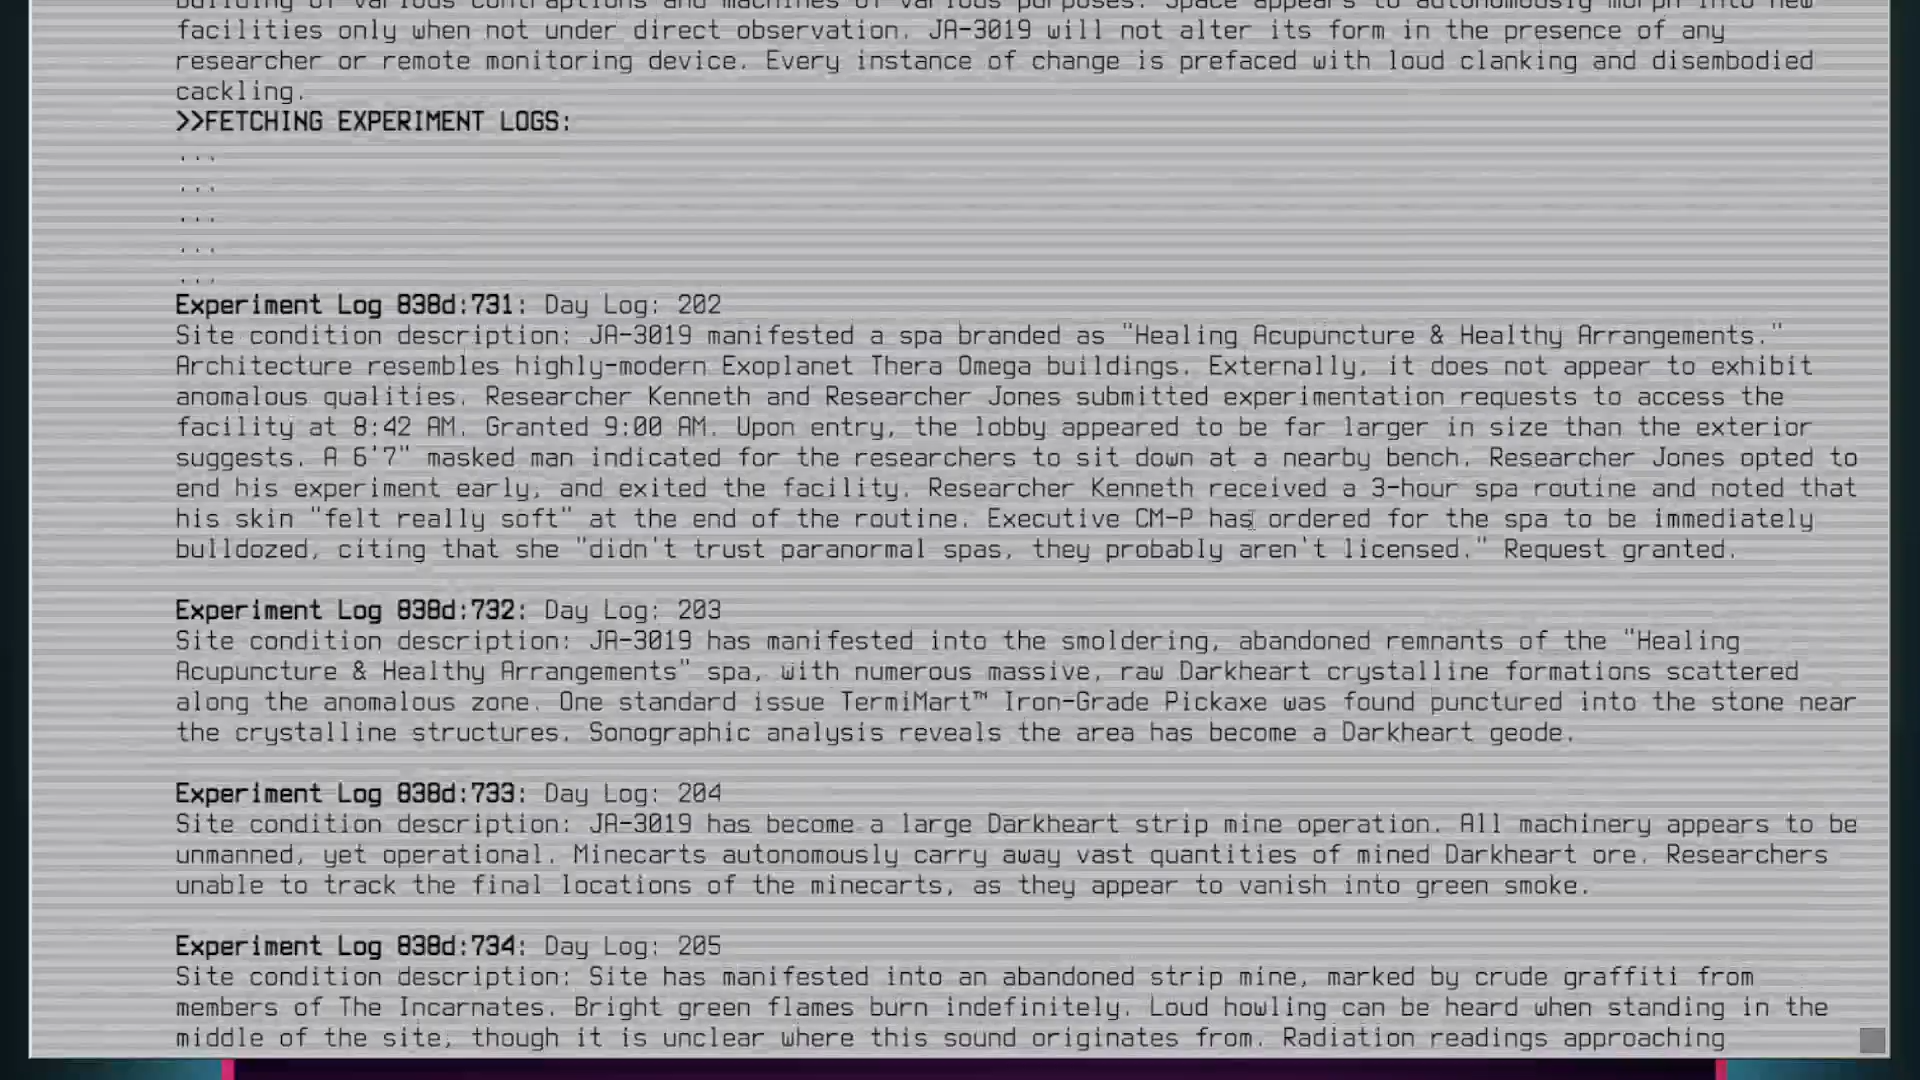 building of various contraptions and machines of various purposes. Space appears to autonomously morph into new
facilities only when not under direct observation. JA-3019 will not alter its form in the presence of any
researcher or remote monitoring device. Every instance of change is prefaced with loud clanking and disembodied
cackling.
>>FETCHING EXPERIMENT LOGS:
...
...
...
...
...
Experiment Log 838d:731: Day Log: 202
Site condition description: JA-3019 manifested a spa branded as "Healing Acupuncture & Healthy Arrangements."
Architecture resembles highly-modern Exoplanet Thera Omega buildings. Externally, it does not appear to exhibit
anomalous qualities. Researcher Kenneth and Researcher Jones submitted experimentation requests to access the
facility at 8:42 AM. Granted 9:00 AM. Upon entry, the lobby appeared to be far larger in size than the exterior
suggests. A 6'7" masked man indicated for the researchers to sit down at a nearby bench. Researcher Jones opted to
end his experiment early, and exited the facility. Researcher Kenneth received a 3-hour spa routine and noted that
his skin "felt really soft" at the end of the routine. Executive CM-P has ordered for the spa to be immediately
bulldozed, citing that she "didn't trust paranormal spas, they probably aren't licensed." Request granted.
Experiment Log 838d:732: Day Log: 203
Site condition description: JA-3019 has manifested into the smoldering, abandoned remnants of the "Healing
Acupuncture & Healthy Arrangements" spa, with numerous massive, raw Darkheart crystalline formations scattered
along the anomalous zone. One standard issue TermiMart™ Iron-Grade Pickaxe was found punctured into the stone near
the crystalline structures. Sonographic analysis reveals the area has become a Darkheart geode.
Experiment Log 838d:733: Day Log: 204
Site condition description: JA-3019 has become a large Darkheart strip mine operation. All machinery appears to be
unmanned, yet operational. Minecarts autonomously carry away vast quantities of mined Darkheart ore. Researchers
unable to track the final locations of the minecarts, as they appear to vanish into green smoke.
Experiment Log 838d:734: Day Log: 205
Site condition description: Site has manifested into an abandoned strip mine, marked by crude graffiti from
members of The Incarnates. Bright green flames burn indefinitely. Loud howling can be heard when standing in the
middle of the site, though it is unclear where this sound originates from. Radiation readings approaching